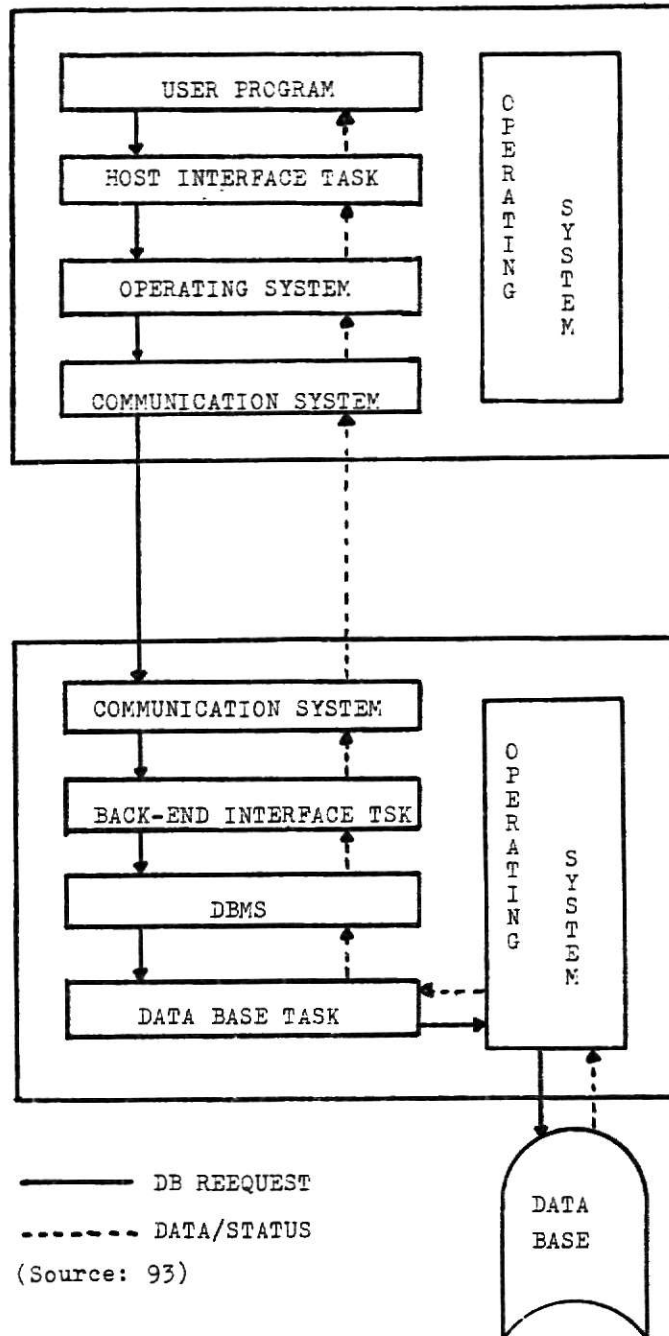 USER PROGRAM
HOST INTERFACE TASK
OPERATING SYSTEM
COMMUNICATION SYSTEM
OPERATING
SYSTEM
COMMUNICATION SYSTEM
BACK-END INTERFACE TSK
DBMS
DATA BASE TASK
OPERATING
SYSTEM
DB REEQUEST
DATA/STATUS
(Source: 93)
DATA
BASE